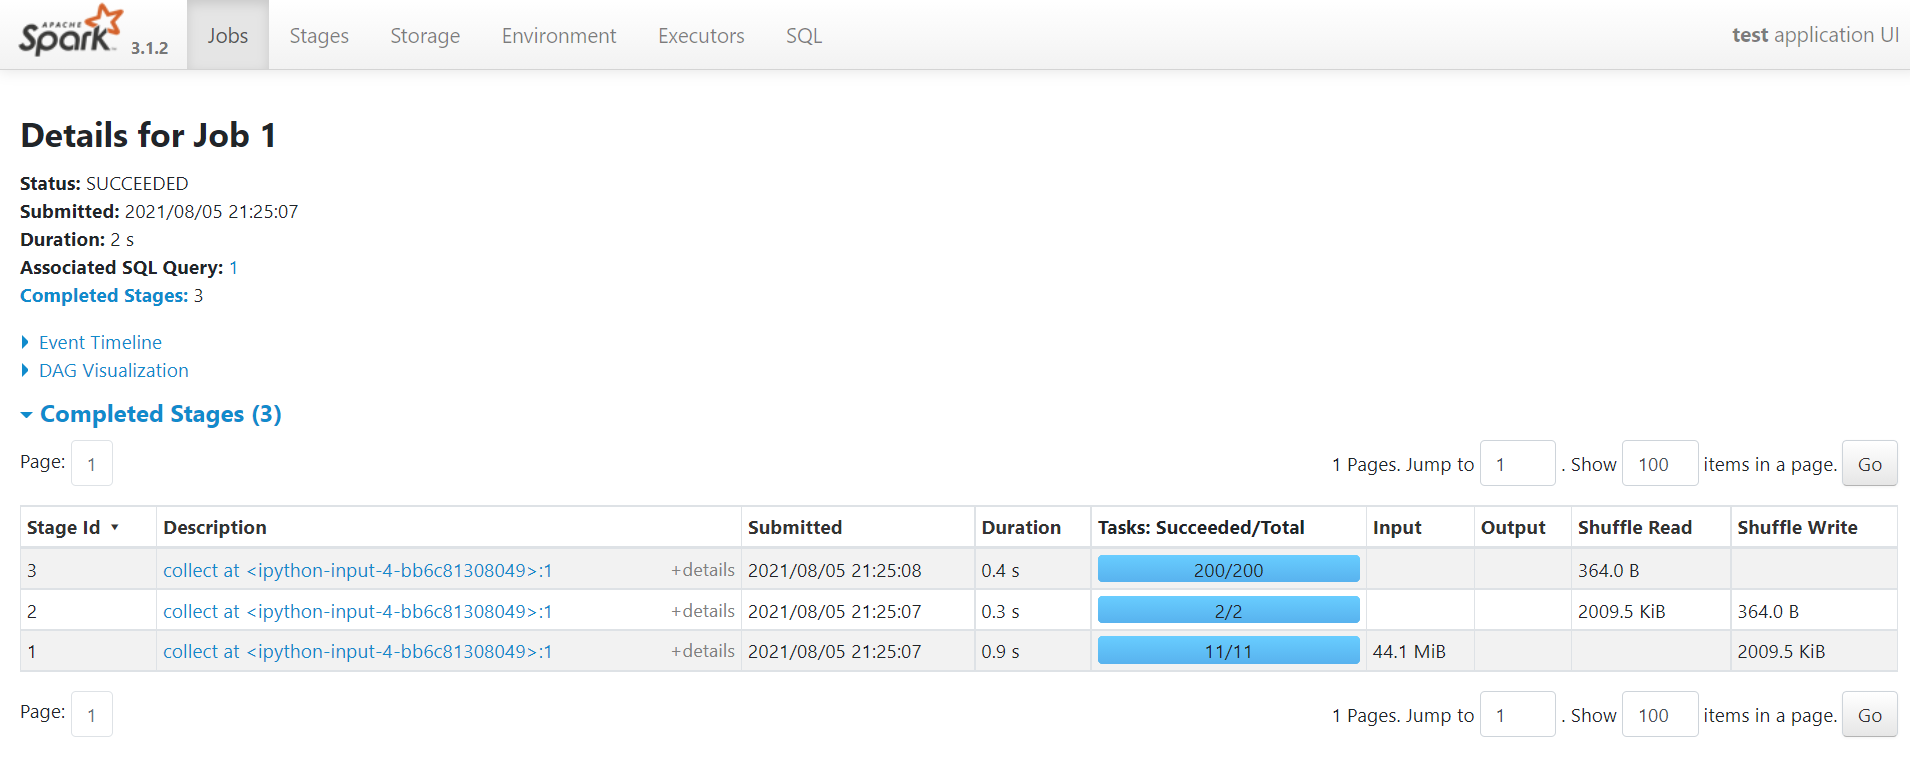 APACHE
Spark 3.1.2 Jobs Stages Storage Environment Executors SQL test application UI
Details for Job 1
Status: SUCCEEDED
Submitted: 2021/08/05 21:25:07
Duration: 2 s
Associated SQL Query: 1
Completed Stages: 3
Event Timeline
DAG Visualization
Completed Stages (3)
Page: 1 1 Pages. Jump to 1 . Show 100 items in a page. Go
Stage Id Description Submitted Duration Tasks: Succeeded/Total Input Output Shuffle Read Shuffle Write
3 collect at <ipython-input-4-bb6c81308049>:1 +details 2021/08/05 21:25:08 0.4 s 200/200 364.0 B
2 collect at <ipython-input-4-bb6c81308049>:1 +details 2021/08/05 21:25:07 0.3 s 2/2 2009.5 KiB 364.0 B
1 collect at <ipython-input-4-bb6c81308049>:1 +details 2021/08/05 21:25:07 0.9 s 11/11 44.1 MiB 2009.5 KiB
Page: 1 1 Pages. Jump to 1 . Show 100 items in a page. Go